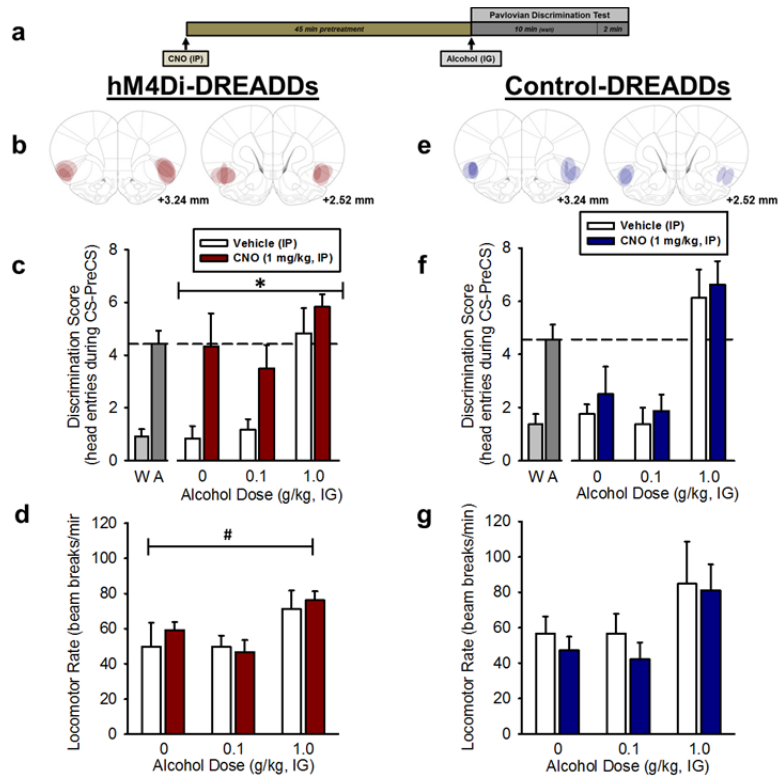 a
Pavlovian Discrimination Test
45 min pretreatment
10 min (wait)
2 min
CNO (IP)
Alcohol (IG)
hM4Di-DREADDs
Control-DREADDs
b
+3.24 mm
+2.52 mm
e
+3.24 mm
+2.52 mm
c
Vehicle (IP)
CNO (1 mg/kg, IP)
*
Discrimination Score
(head entries during CS-PreCS)
8
6
4
2
0
W A
0
0.1
1.0
Alcohol Dose (g/kg, IG)
f
Vehicle (IP)
CNO (1 mg/kg, IP)
Discrimination Score
(head entries during CS-PreCS)
8
6
4
2
0
W A
0
0.1
1.0
Alcohol Dose (g/kg, IG)
d
#
Locomotor Rate (beam breaks/mir
120
100
80
60
40
20
0
0
0.1
1.0
Alcohol Dose (g/kg, IG)
g
Locomotor Rate (beam breaks/min)
120
100
80
60
40
20
0
0
0.1
1.0
Alcohol Dose (g/kg, IG)